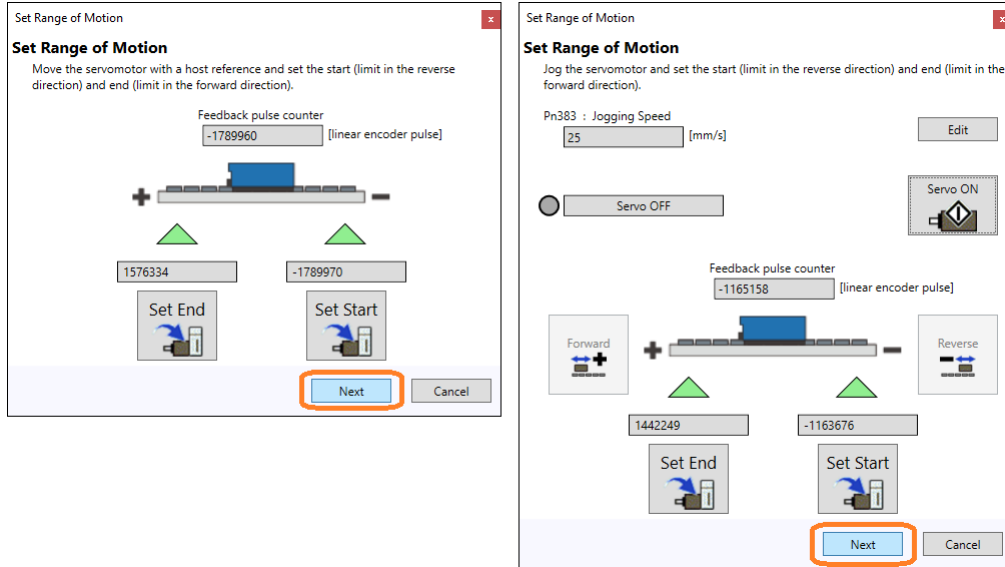 Set Range of Motion
x
Set Range of Motion
Move the servomotor with a host reference and set the start (limit in the reverse
direction) and end (limit in the forward direction).
Feedback pulse counter
-1789960 [linear encoder pulse]
+ −
1576334 -1789970
Set End Set Start
Next Cancel
Set Range of Motion
x
Set Range of Motion
Jog the servomotor and set the start (limit in the reverse direction) and end (limit in the
forward direction).
Pn383 : Jogging Speed
25 [mm/s] Edit
Servo OFF Servo ON
Feedback pulse counter
-1165158 [linear encoder pulse]
Forward + − Reverse
1442249 -1163676
Set End Set Start
Next Cancel